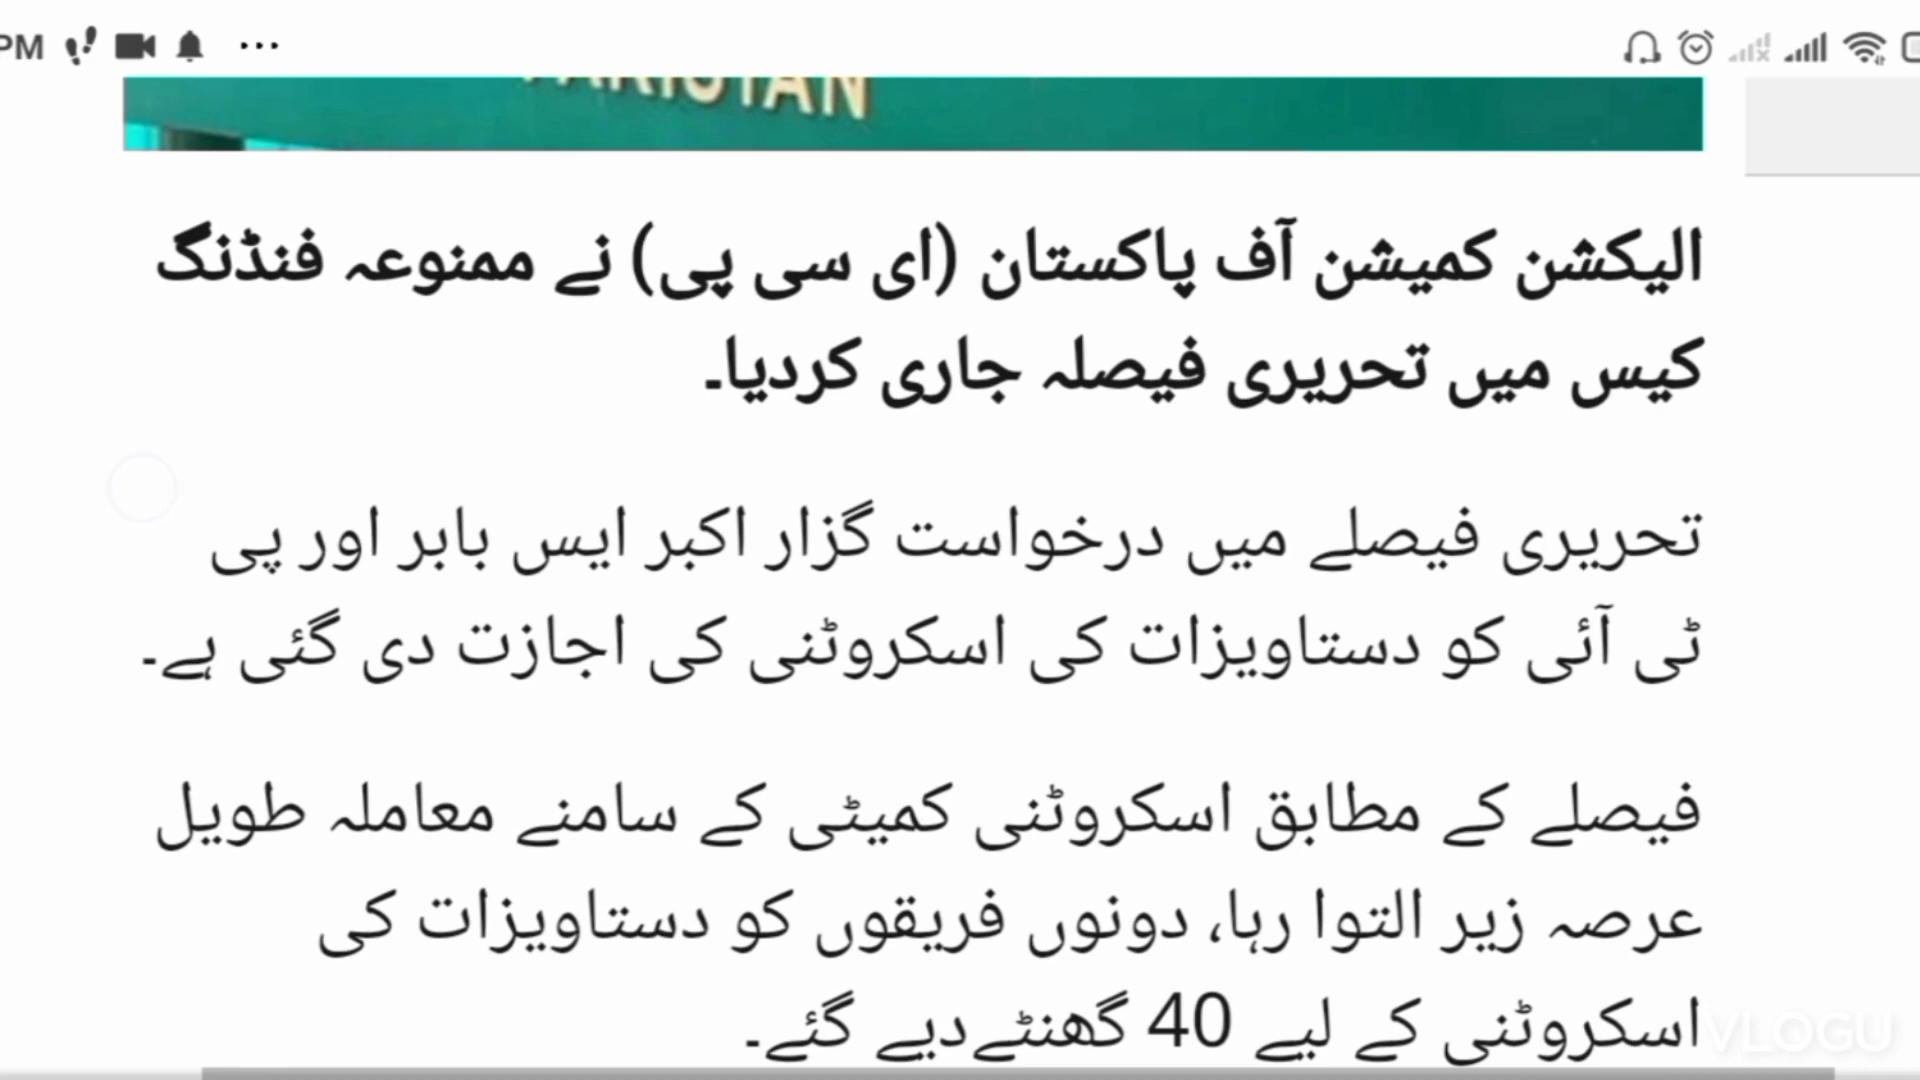 PM
PAKISTAN
الیکشن کمیشن آف پاکستان (ای سی پی) نے ممنوعہ فنڈنگ
کیس میں تحریری فیصلہ جاری کردیا۔
تحریری فیصلے میں درخواست گزار اکبر ایس بابر اور پی
ٹی آئی کو دستاویزات کی اسکروٹنی کی اجازت دی گئی ہے۔
فیصلے کے مطابق اسکروٹنی کمیٹی کے سامنے معاملہ طویل
عرصہ زیر التوا رہا، دونوں فریقوں کو دستاویزات کی
اسکروٹنی کے لیے 40 گھنٹےدیے گئے۔
VLOGU